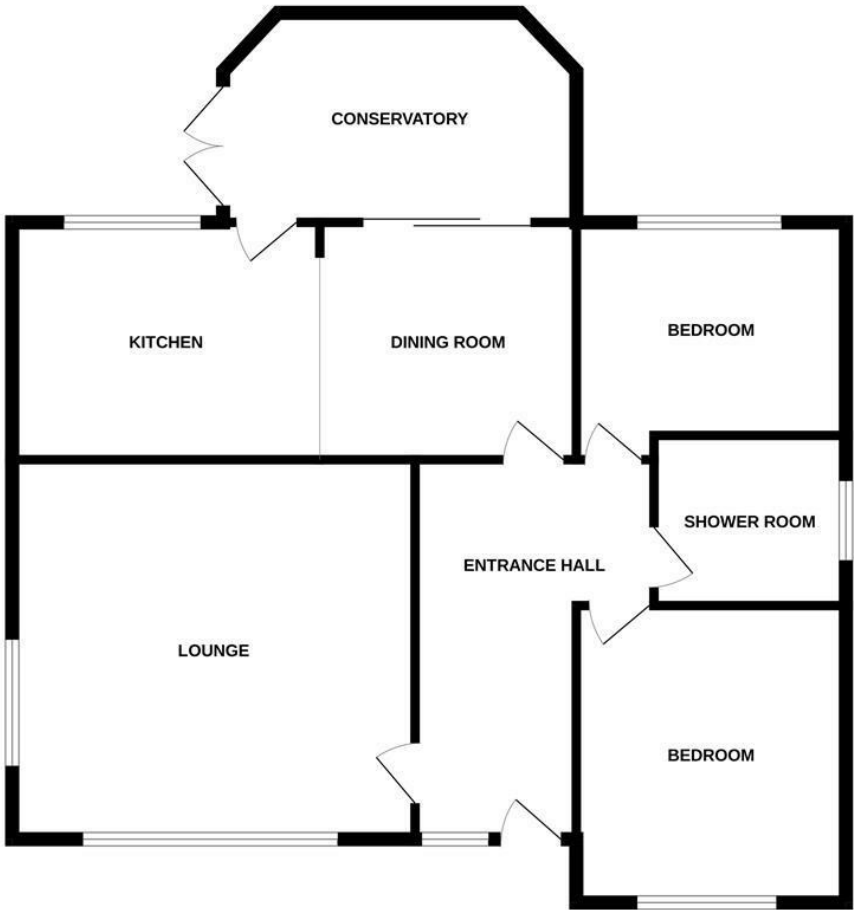 CONSERVATORY
KITCHEN
DINING ROOM
BEDROOM
SHOWER ROOM
ENTRANCE HALL
LOUNGE
BEDROOM